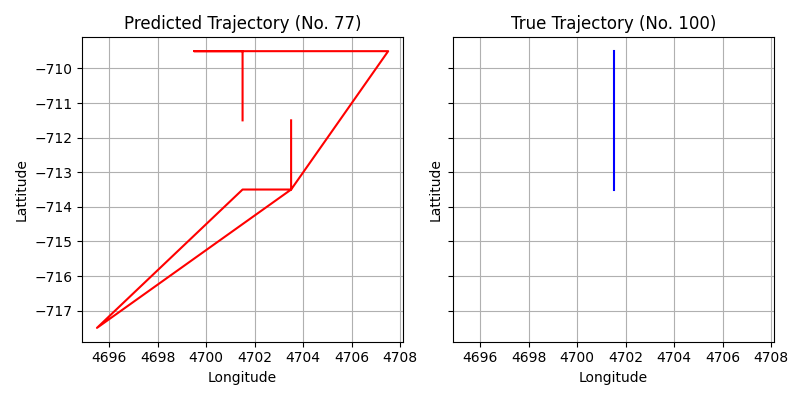 Predicted Trajectory (No. 77)
True Trajectory (No. 100)
Lattitude
−710
−711
−712
−713
−714
−715
−716
−717
4696 4698 4700 4702 4704 4706 4708
Longitude
Lattitude
4696 4698 4700 4702 4704 4706 4708
Longitude